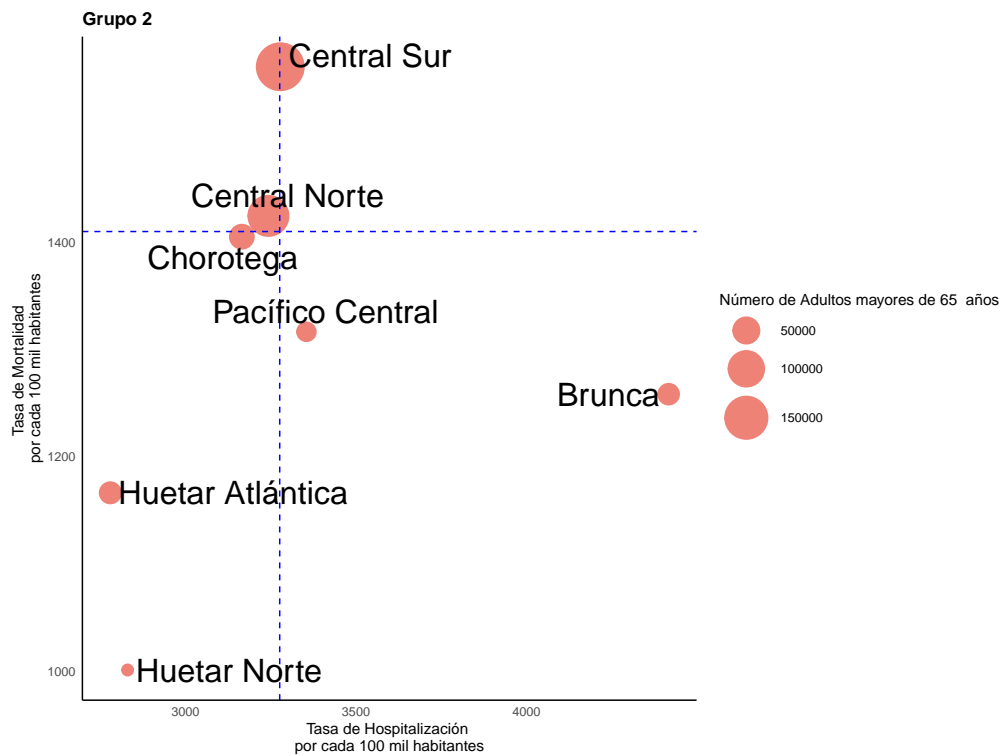 Grupo 2
Central Sur
Central Norte
1400
Chorotega
Pacífico Central
Brunca
1200
Huetar Atlántica
1000
Huetar Norte
3000
3500
4000
Tasa de Hospitalización
por cada 100 mil habitantes
Tasa de Mortalidad
por cada 100 mil habitantes
Número de Adultos mayores de 65  años
50000
100000
150000